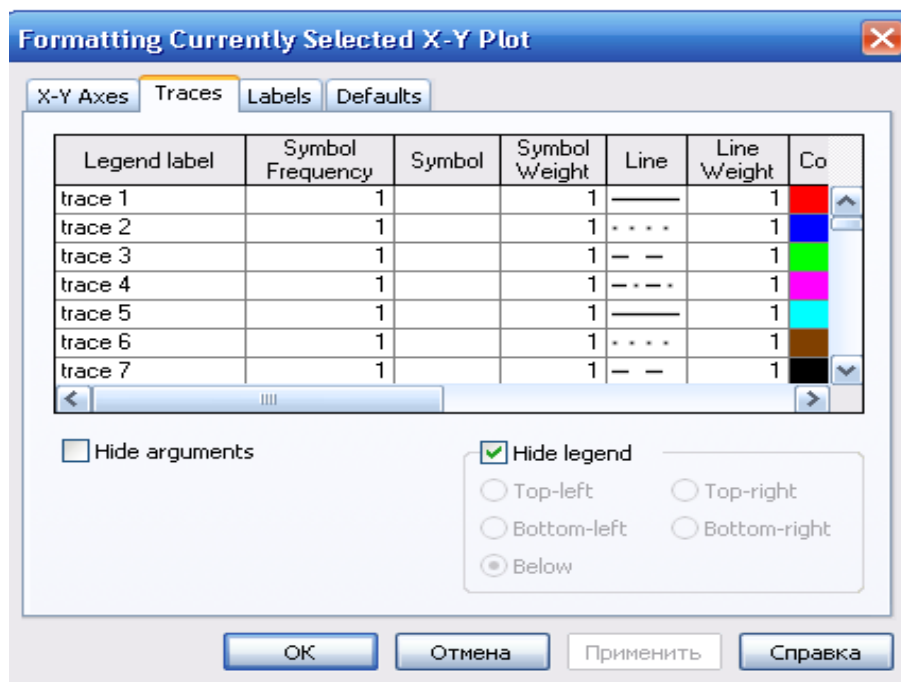 Formatting Currently Selected X-Y Plot
X-Y Axes Traces Labels Defaults
Legend label Symbol Frequency Symbol Symbol Weight Line Line Weight Co
trace 1 1 1 1
trace 2 1 1 1
trace 3 1 1 1
trace 4 1 1 1
trace 5 1 1 1
trace 6 1 1 1
trace 7 1 1 1
Hide arguments Hide legend
Top-left Top-right
Bottom-left Bottom-right
Below
OK Отмена Применить Справка